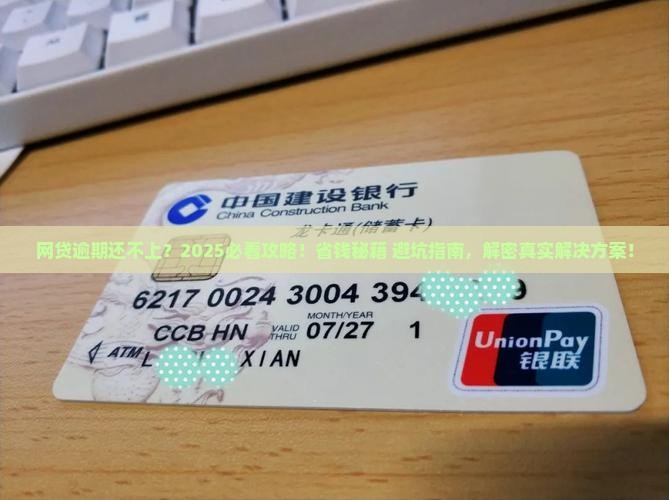 中国建设银行
China Construction Bank
龙卡通(储蓄卡)
网贷逾期还不上？2025必看攻略！省钱秘籍 避坑指南，解密真实解决方案！
6217 0024 3004 394 9
MONTH/YEAR
CCB HN VALID THRU 07/27 1
ATM L XIAN
UnionPay
银联